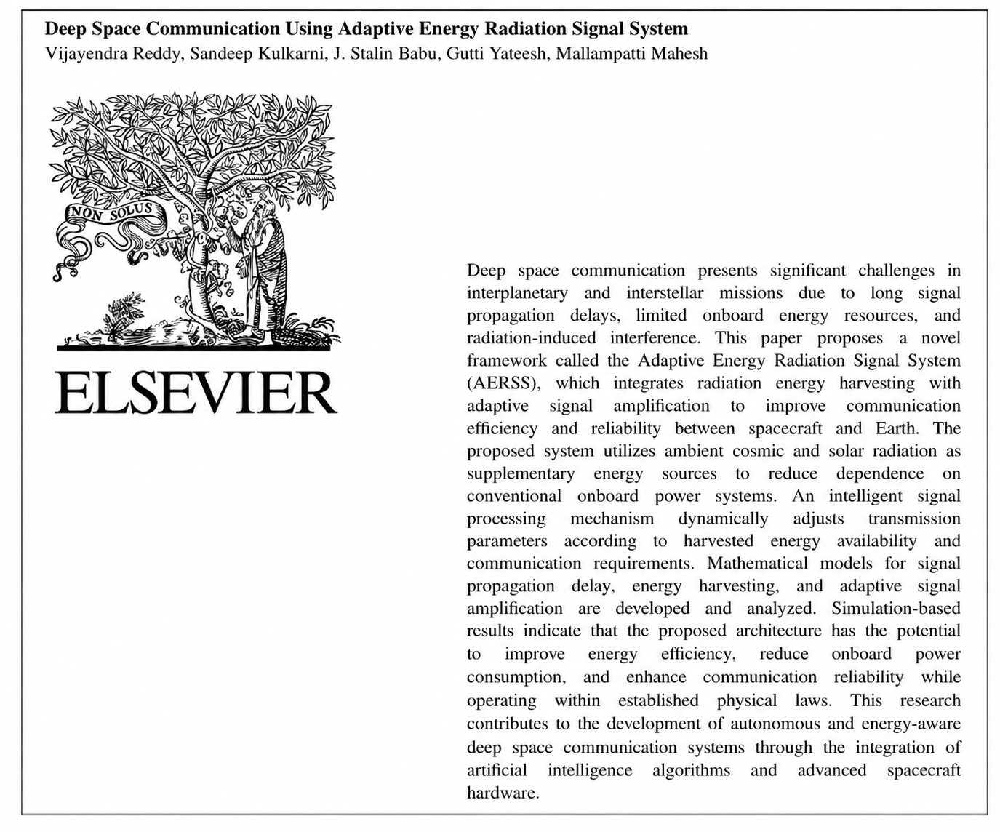 Deep Space Communication Using Adaptive Energy Radiation Signal System
Vijayendra Reddy, Sandeep Kulkarni, J. Stalin Babu, Gutti Yateesh, Mallampatti Mahesh
NON SOLUS
ELSEVIER
Deep space communication presents significant challenges in
interplanetary and interstellar missions due to long signal
propagation delays, limited onboard energy resources, and
radiation-induced interference. This paper proposes a novel
framework called the Adaptive Energy Radiation Signal System
(AERSS), which integrates radiation energy harvesting with
adaptive signal amplification to improve communication
efficiency and reliability between spacecraft and Earth. The
proposed system utilizes ambient cosmic and solar radiation as
supplementary energy sources to reduce dependence on
conventional onboard power systems. An intelligent signal
processing mechanism dynamically adjusts transmission
parameters according to harvested energy availability and
communication requirements. Mathematical models for signal
propagation delay, energy harvesting, and adaptive signal
amplification are developed and analyzed. Simulation-based
results indicate that the proposed architecture has the potential
to improve energy efficiency, reduce onboard power
consumption, and enhance communication reliability while
operating within established physical laws. This research
contributes to the development of autonomous and energy-aware
deep space communication systems through the integration of
artificial intelligence algorithms and advanced spacecraft
hardware.